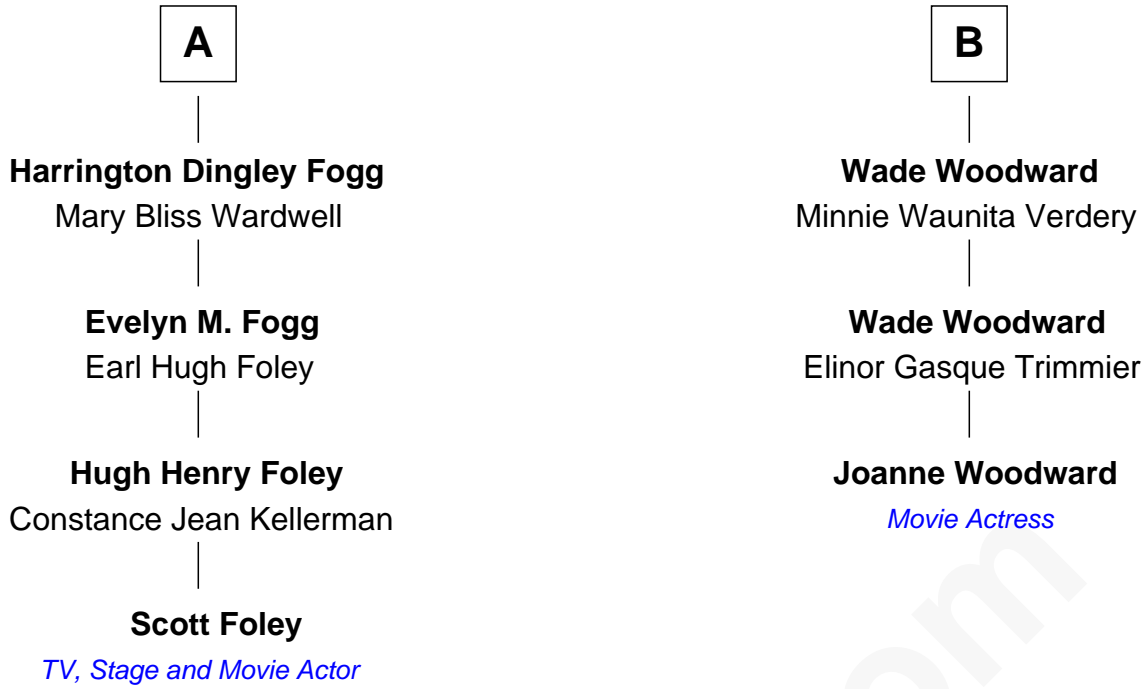 A
Harrington Dingley Fogg
Mary Bliss Wardwell
Evelyn M. Fogg
Earl Hugh Foley
Hugh Henry Foley
Constance Jean Kellerman
Scott Foley
TV, Stage and Movie Actor
B
Wade Woodward
Minnie Waunita Verdery
Wade Woodward
Elinor Gasque Trimmier
Joanne Woodward
Movie Actress
om